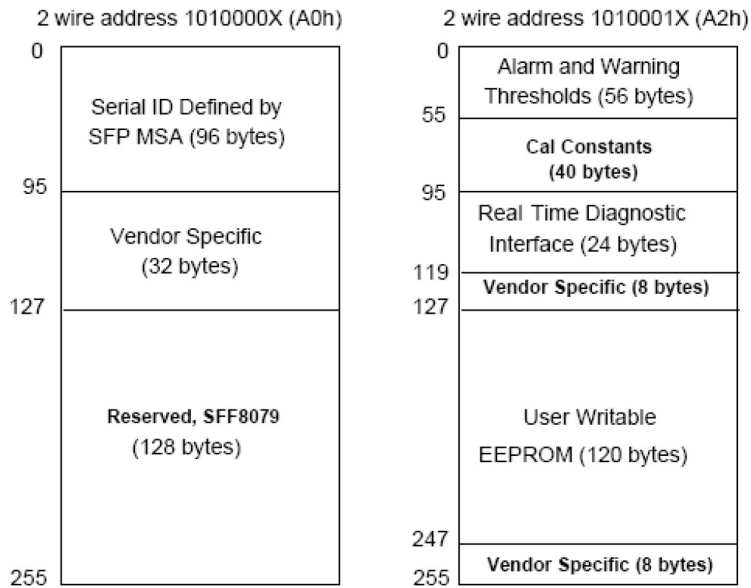 2 wire address 1010000X (A0h)
0
Serial ID Defined by
SFP MSA (96 bytes)
95
Vendor Specific
(32 bytes)
127
Reserved, SFF8079
(128 bytes)
255
2 wire address 1010001X (A2h)
0
Alarm and Warning
Thresholds (56 bytes)
55
Cal Constants
(40 bytes)
95
Real Time Diagnostic
Interface (24 bytes)
119
Vendor Specific (8 bytes)
127
User Writable
EEPROM (120 bytes)
247
Vendor Specific (8 bytes)
255